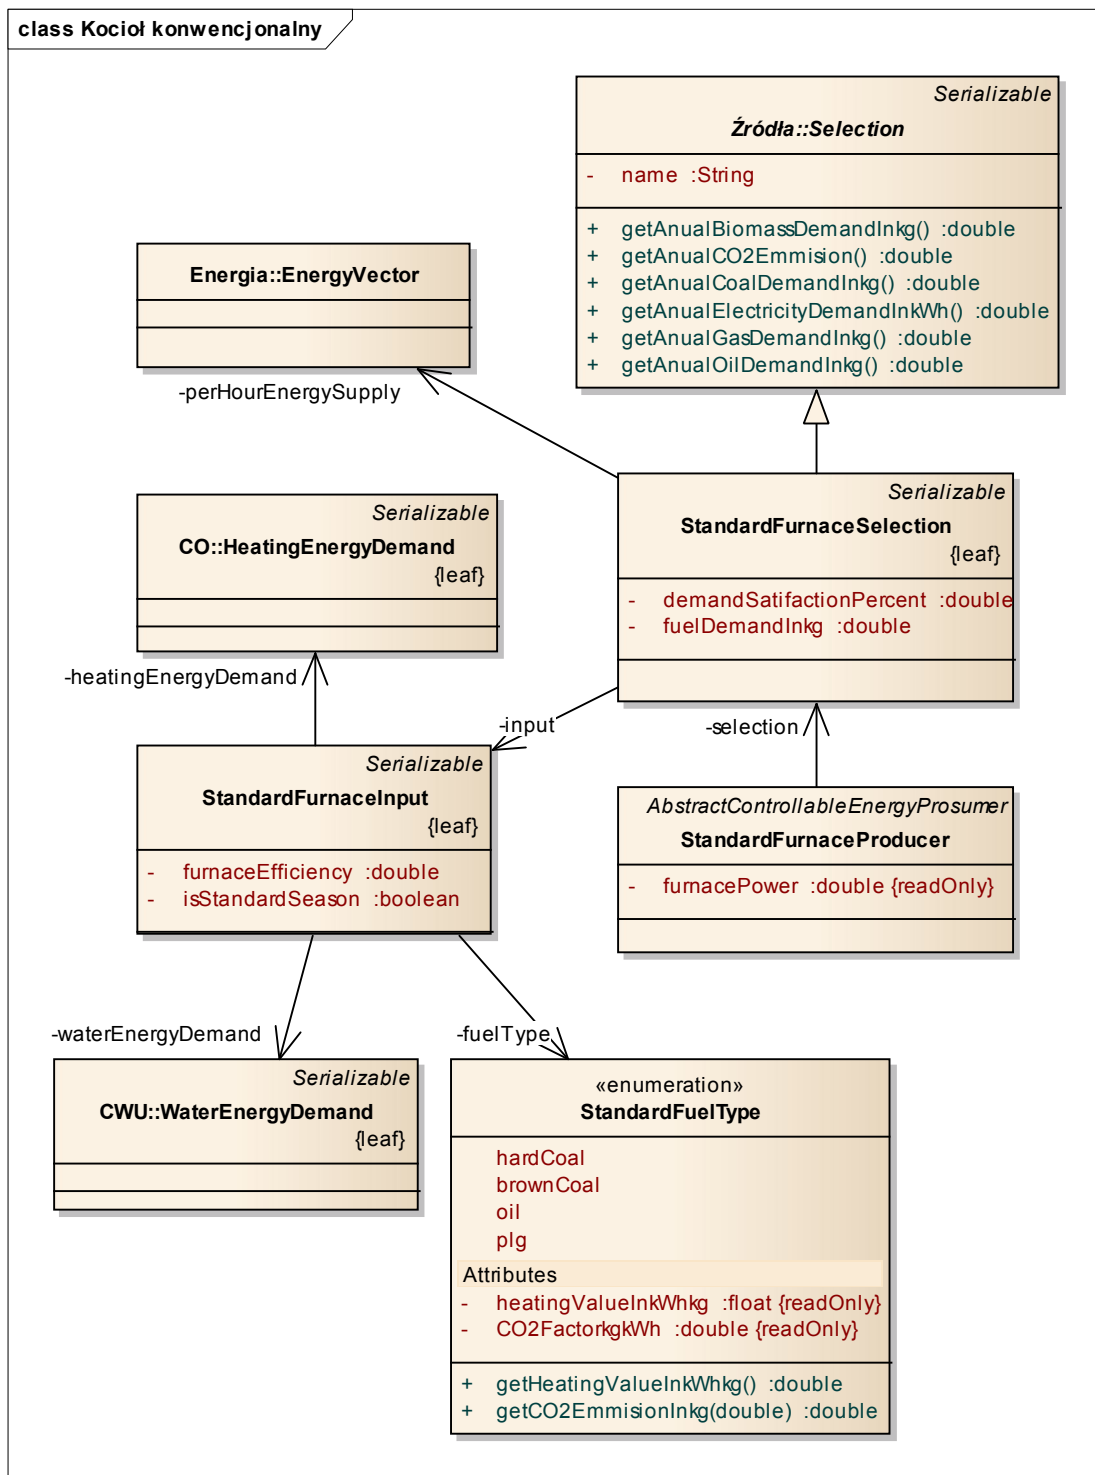 class Kocioł konwencjonalny
Serializable
Źródła::Selection
- name :String
+ getAnualBiomassDemandInkg() :double
+ getAnualCO2Emmision() :double
+ getAnualCoalDemandInkg() :double
+ getAnualElectricityDemandInkWh() :double
+ getAnualGasDemandInkg() :double
+ getAnualOilDemandInkg() :double
Energia::EnergyVector
-perHourEnergySupply
Serializable
StandardFurnaceSelection
{leaf}
- demandSatifactionPercent :double
- fuelDemandInkg :double
Serializable
CO::HeatingEnergyDemand
{leaf}
-heatingEnergyDemand
-input
-selection
Serializable
StandardFurnaceInput
{leaf}
- furnaceEfficiency :double
- isStandardSeason :boolean
AbstractControllableEnergyProsumer
StandardFurnaceProducer
- furnacePower :double {readOnly}
-waterEnergyDemand
-fuelType
Serializable
CWU::WaterEnergyDemand
{leaf}
«enumeration»
StandardFuelType
hardCoal
brownCoal
oil
plg
Attributes
- heatingValueInkWhkg :float {readOnly}
- CO2FactorkgkWh :double {readOnly}
+ getHeatingValueInkWhkg() :double
+ getCO2EmmisionInkg(double) :double